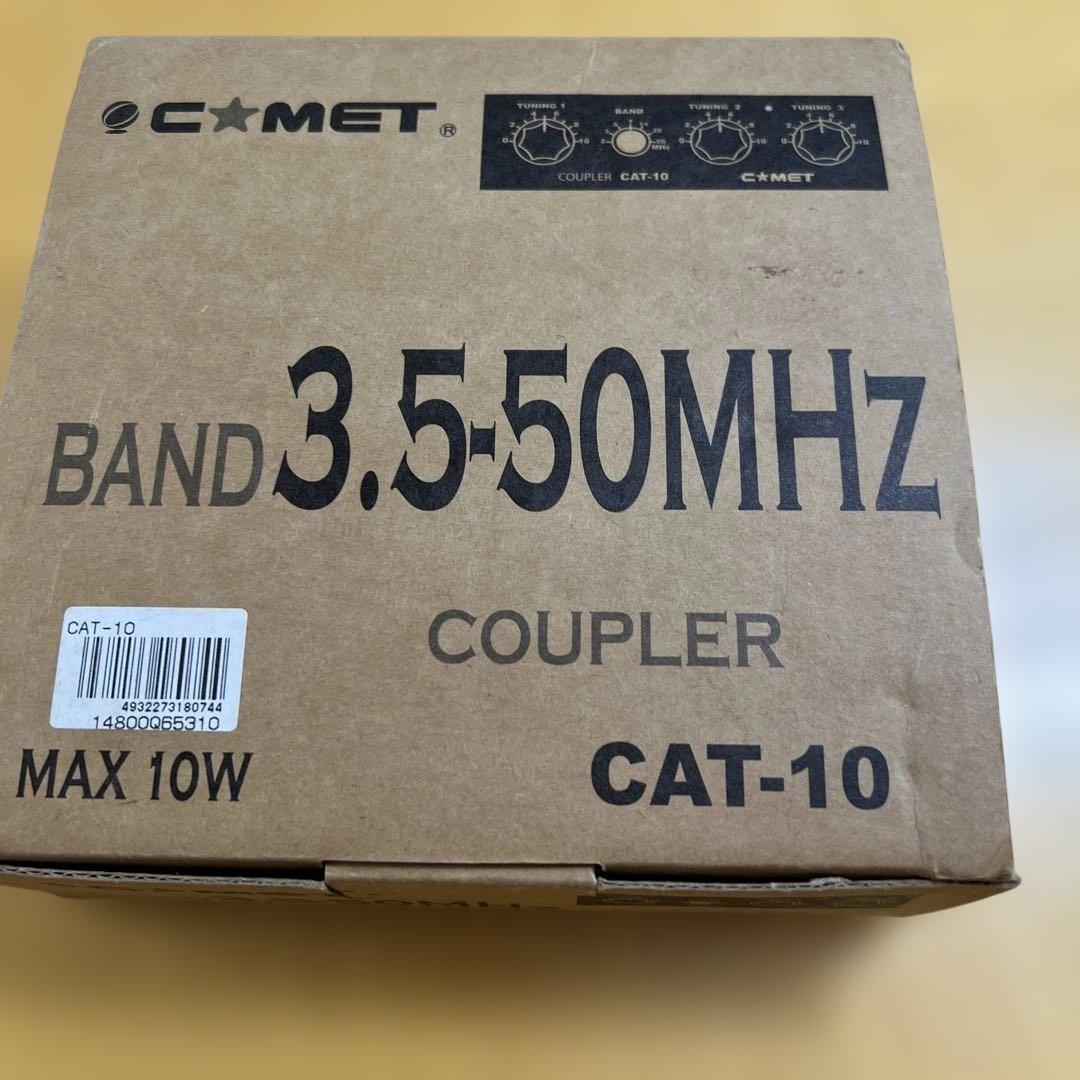 C★MET ®
TUNING 1 BAND TUNING 2 TUNING 3
COUPLER CAT-10 C★MET
BAND 3.5-50MHz
COUPLER
CAT-10
4932273180744
14800Q65310
MAX 10W
CAT-10